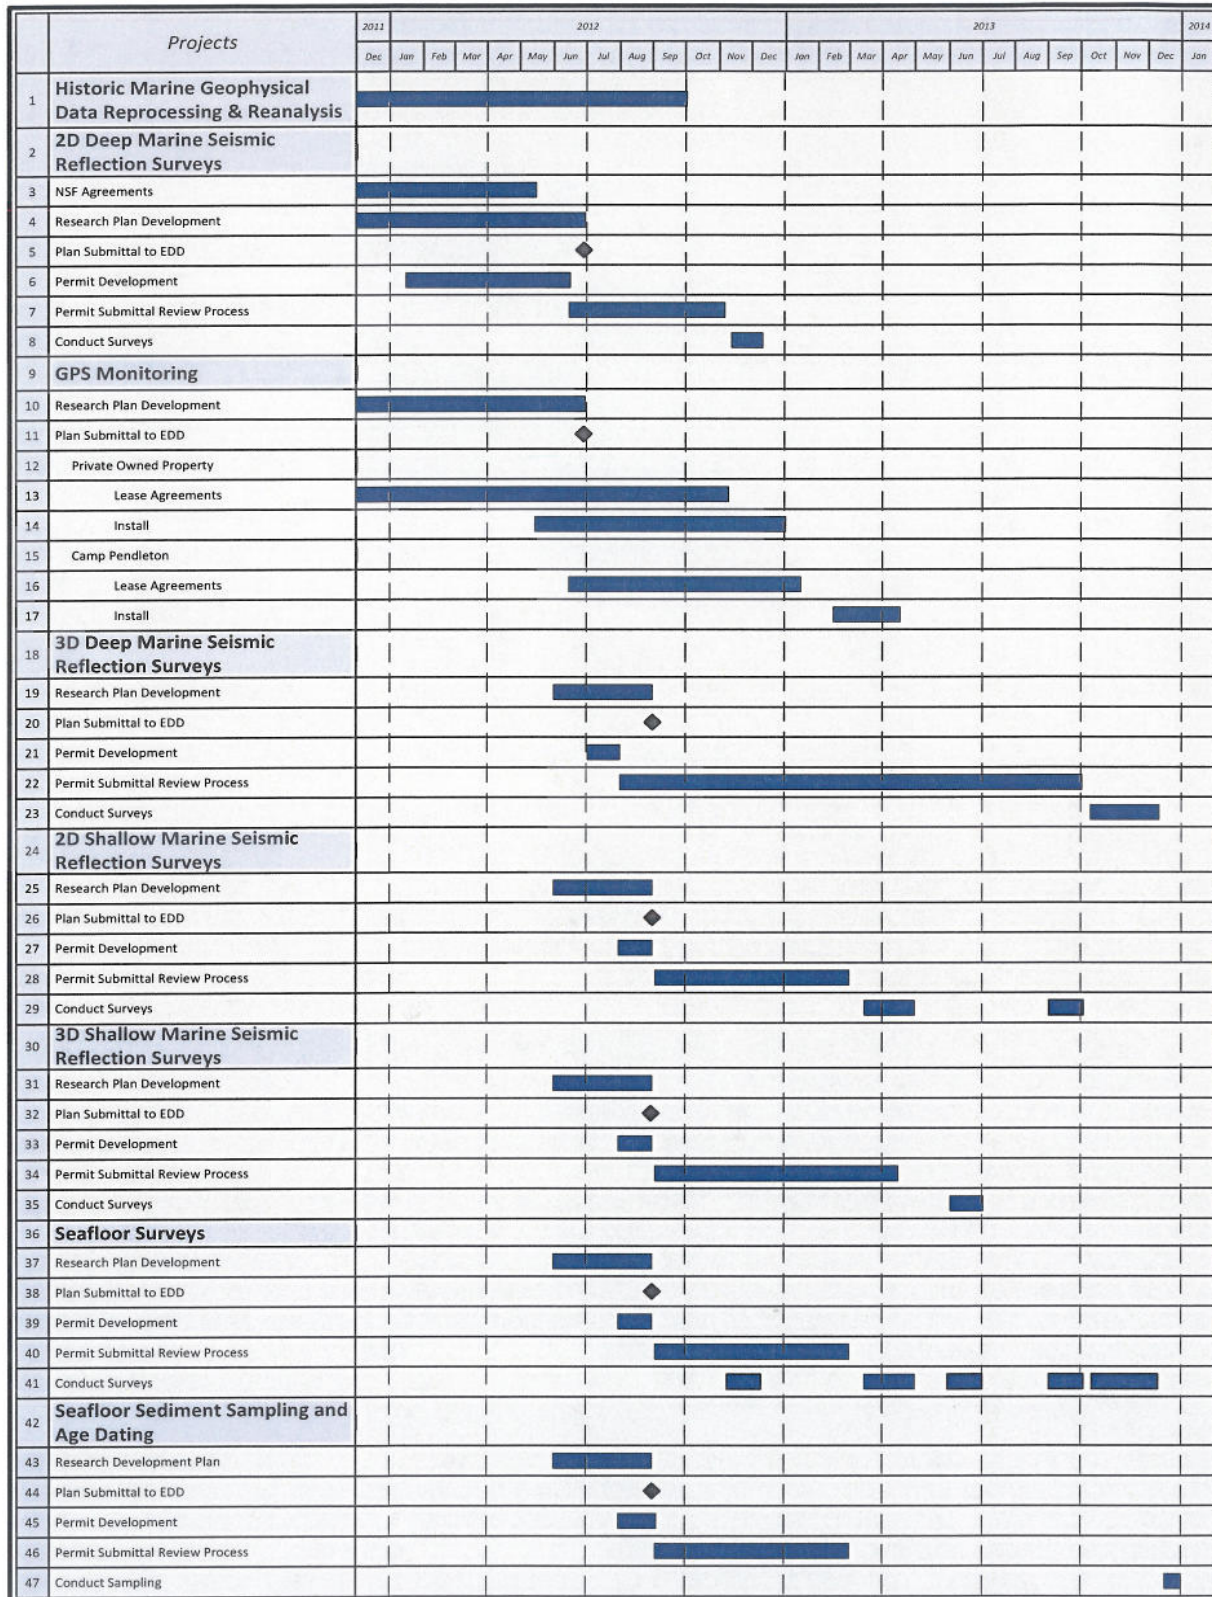 Projects
2011 2012 2013 2014
Dec Jan Feb Mar Apr May Jun Jul Aug Sep Oct Nov Dec Jan Feb Mar Apr May Jun Jul Aug Sep Oct Nov Dec Jan
1 Historic Marine Geophysical
Data Reprocessing & Reanalysis
2 2D Deep Marine Seismic
Reflection Surveys
3 NSF Agreements
4 Research Plan Development
5 Plan Submittal to EDD
6 Permit Development
7 Permit Submittal Review Process
8 Conduct Surveys
9 GPS Monitoring
10 Research Plan Development
11 Plan Submittal to EDD
12 Private Owned Property
13 Lease Agreements
14 Install
15 Camp Pendleton
16 Lease Agreements
17 Install
18 3D Deep Marine Seismic
Reflection Surveys
19 Research Plan Development
20 Plan Submittal to EDD
21 Permit Development
22 Permit Submittal Review Process
23 Conduct Surveys
24 2D Shallow Marine Seismic
Reflection Surveys
25 Research Plan Development
26 Plan Submittal to EDD
27 Permit Development
28 Permit Submittal Review Process
29 Conduct Surveys
30 3D Shallow Marine Seismic
Reflection Surveys
31 Research Plan Development
32 Plan Submittal to EDD
33 Permit Development
34 Permit Submittal Review Process
35 Conduct Surveys
36 Seafloor Surveys
37 Research Plan Development
38 Plan Submittal to EDD
39 Permit Development
40 Permit Submittal Review Process
41 Conduct Surveys
42 Seafloor Sediment Sampling and
Age Dating
43 Research Development Plan
44 Plan Submittal to EDD
45 Permit Development
46 Permit Submittal Review Process
47 Conduct Sampling